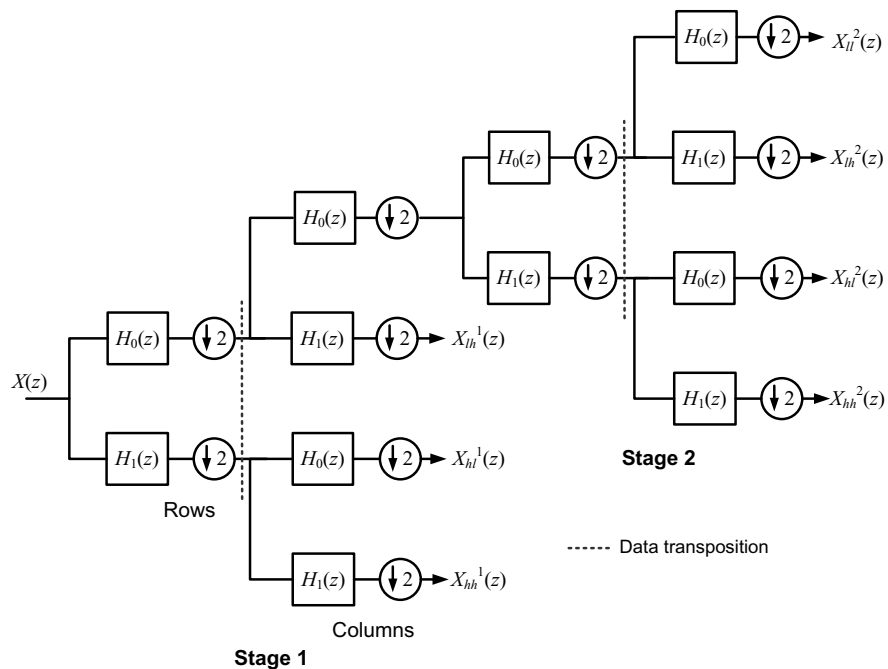 H₀(z) ↓2 Xₗₗ²(z)
H₀(z) ↓2 H₁(z) ↓2 Xₗₕ²(z)
H₀(z) ↓2 H₁(z) ↓2 H₀(z) ↓2 Xₕₗ²(z)
H₀(z) ↓2 H₁(z) ↓2 Xₗₕ¹(z)
X(z)
H₁(z) ↓2 Xₕₕ²(z)
H₁(z) ↓2 H₀(z) ↓2 Xₕₗ¹(z)
Stage 2
Rows
Data transposition
H₁(z) ↓2 Xₕₕ¹(z)
Columns
Stage 1